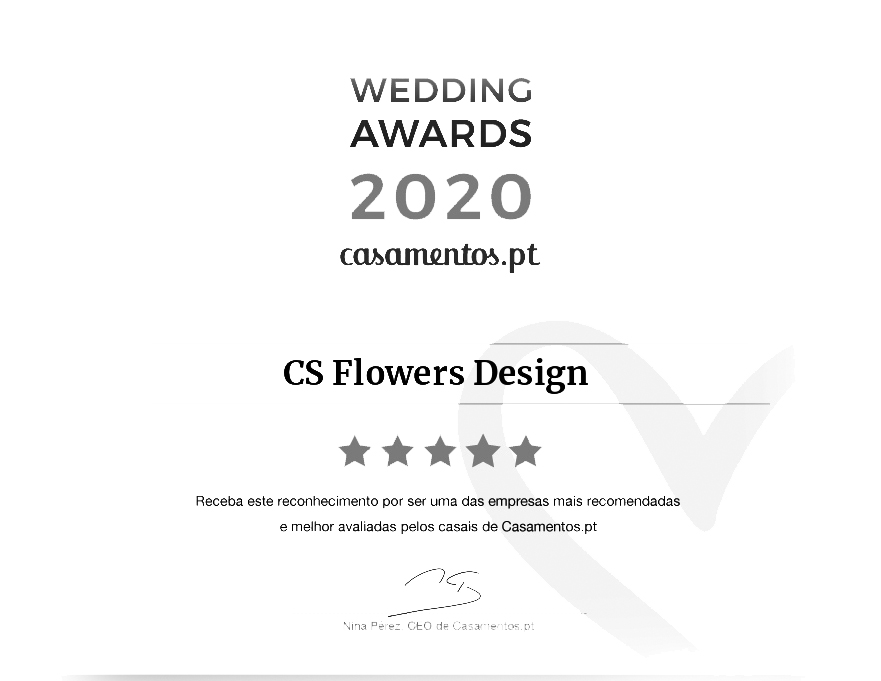 WEDDING
AWARDS
2020
casamentos.pt
CS Flowers Design
Receba este reconhecimento por ser uma das empresas mais recomendadas
e melhor avaliadas pelos casais de Casamentos.pt
Nina Pérez, CEO de Casamentos.pt